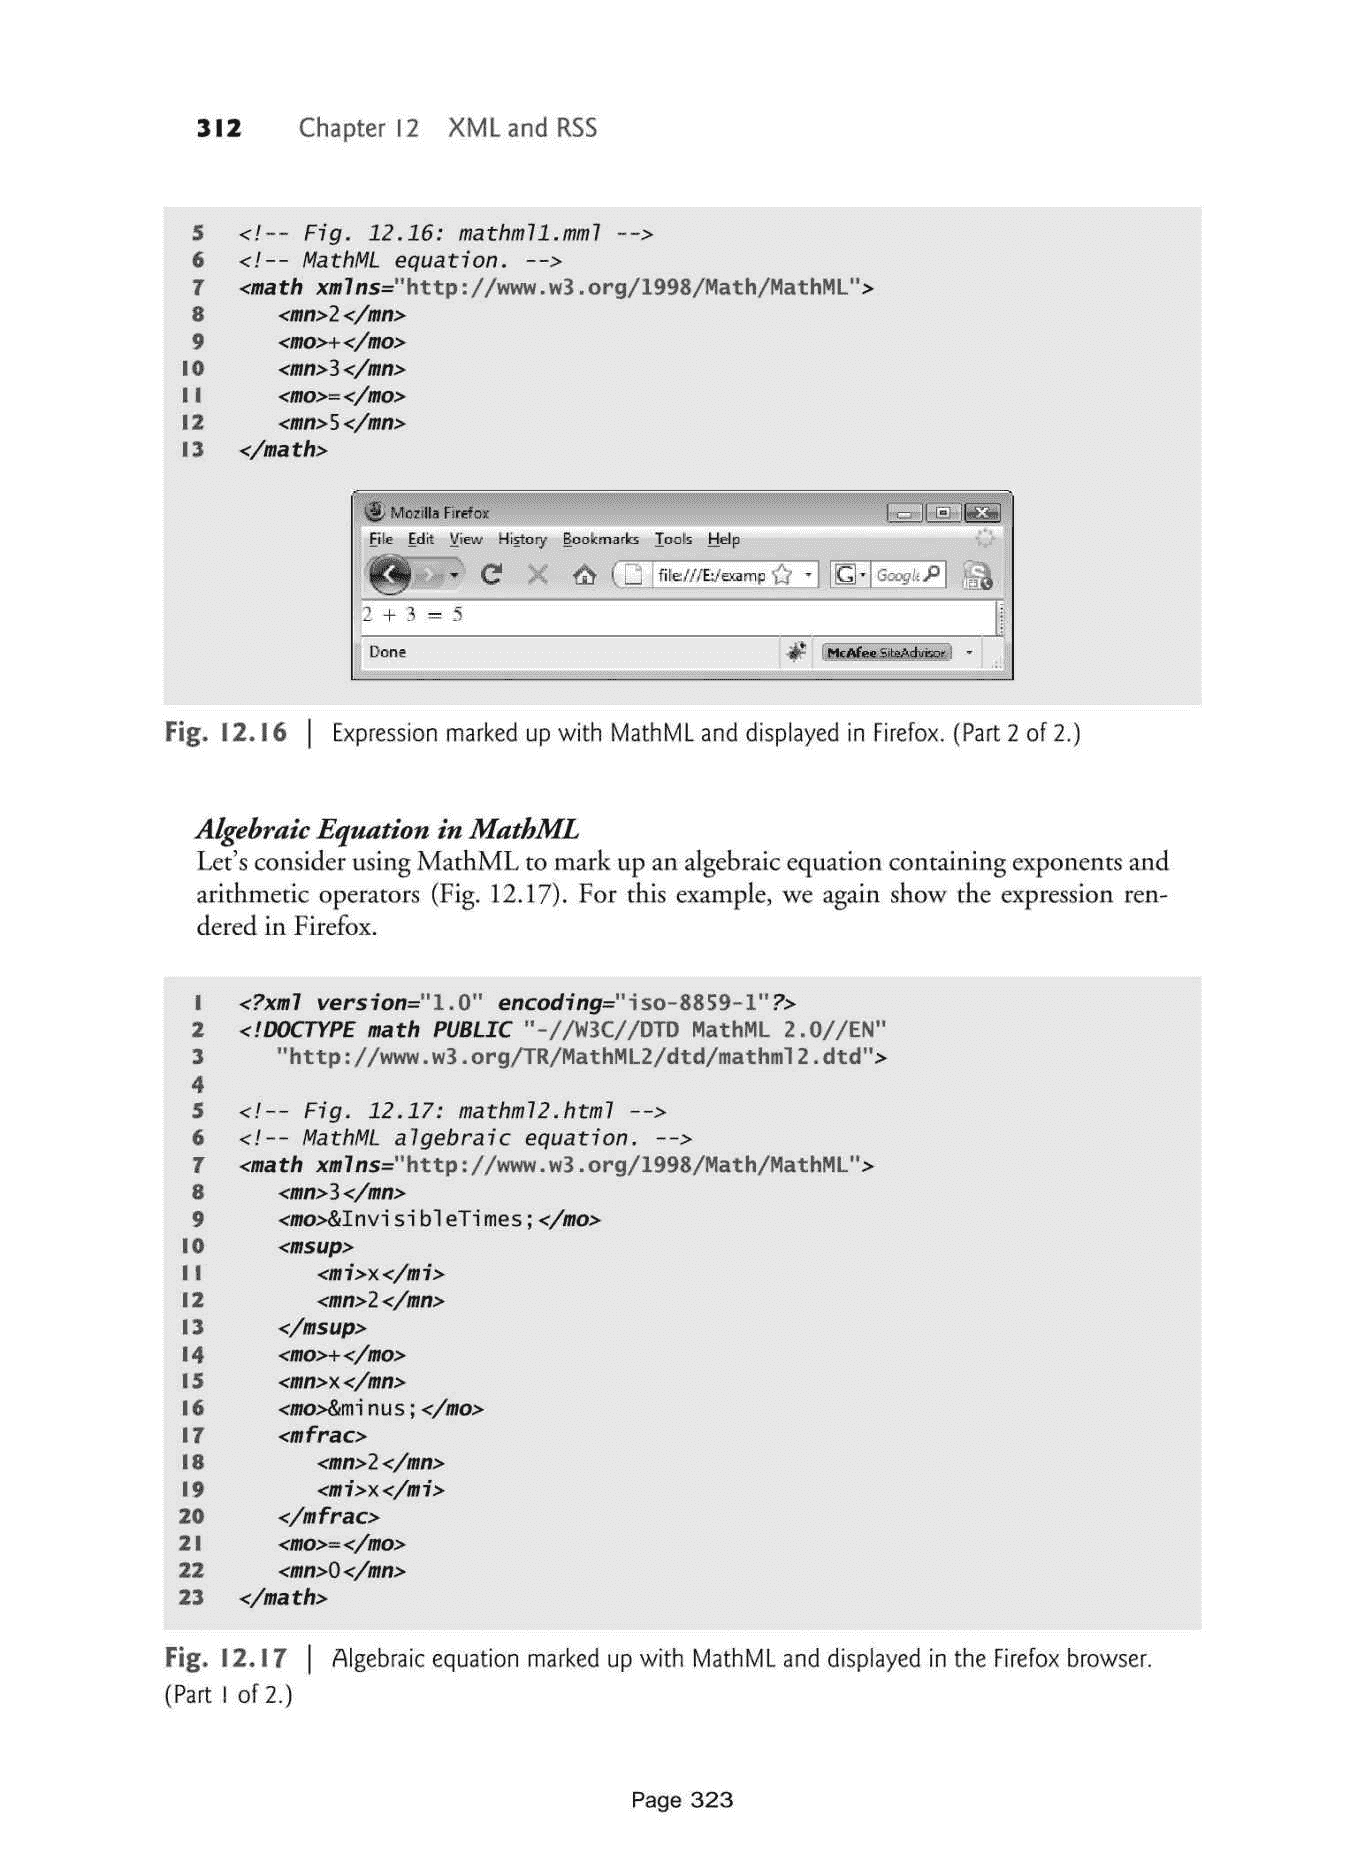 312 Chapter 12 XML and RSS
5 <!-- Fig. 12.16: mathml1.mml -->
6 <!-- MathML equation. -->
7 <math xmlns="http://www.w3.org/1998/Math/MathML">
8 <mn>2</mn>
9 <mo>+</mo>
10 <mn>3</mn>
11 <mo>=</mo>
12 <mn>5</mn>
13 </math>
Mozilla Firefox
File Edit View History Bookmarks Tools Help
file:///E:/examp G Google
2 + 3 = 5
Done McAfee SiteAdvisor
Fig. 12.16 | Expression marked up with MathML and displayed in Firefox. (Part 2 of 2.)
Algebraic Equation in MathML
Let's consider using MathML to mark up an algebraic equation containing exponents and
arithmetic operators (Fig. 12.17). For this example, we again show the expression ren-
dered in Firefox.
1 <?xml version="1.0" encoding="iso-8859-1"?>
2 <!DOCTYPE math PUBLIC "-//W3C//DTD MathML 2.0//EN"
3 "http://www.w3.org/TR/MathML2/dtd/mathml2.dtd">
4
5 <!-- Fig. 12.17: mathml2.html -->
6 <!-- MathML algebraic equation. -->
7 <math xmlns="http://www.w3.org/1998/Math/MathML">
8 <mn>3</mn>
9 <mo>&InvisibleTimes;</mo>
10 <msup>
11 <mi>x</mi>
12 <mn>2</mn>
13 </msup>
14 <mo>+</mo>
15 <mn>x</mn>
16 <mo>&minus;</mo>
17 <mfrac>
18 <mn>2</mn>
19 <mi>x</mi>
20 </mfrac>
21 <mo>=</mo>
22 <mn>0</mn>
23 </math>
Fig. 12.17 | Algebraic equation marked up with MathML and displayed in the Firefox browser.
(Part 1 of 2.)
Page 323